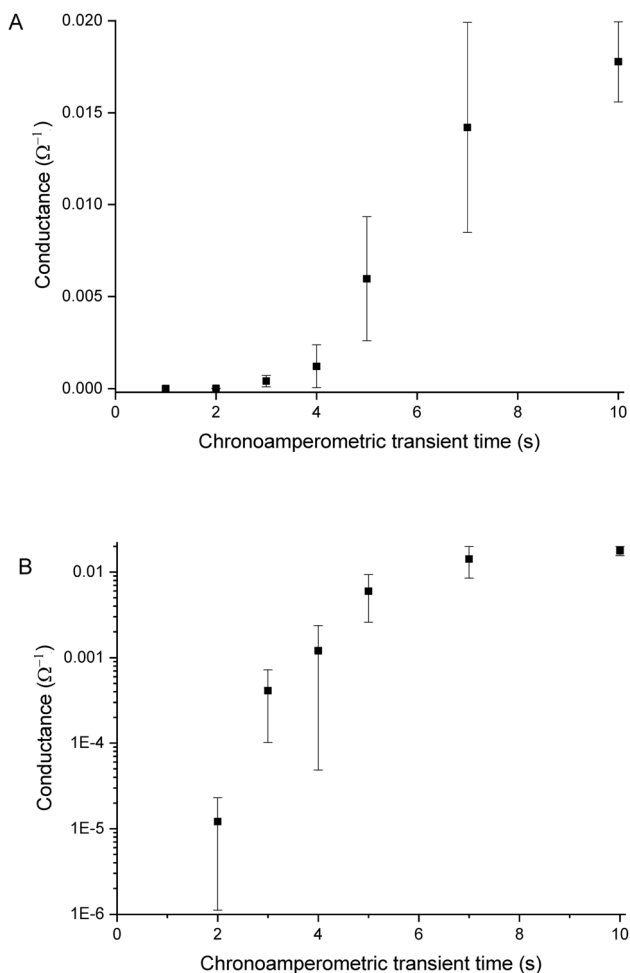 A
0.020
0.015
0.010
0.005
0.000
Conductance (Ω⁻¹)
0 2 4 6 8 10
Chronoamperometric transient time (s)
B
0.01
0.001
1E-4
1E-5
1E-6
Conductance (Ω⁻¹)
0 2 4 6 8 10
Chronoamperometric transient time (s)